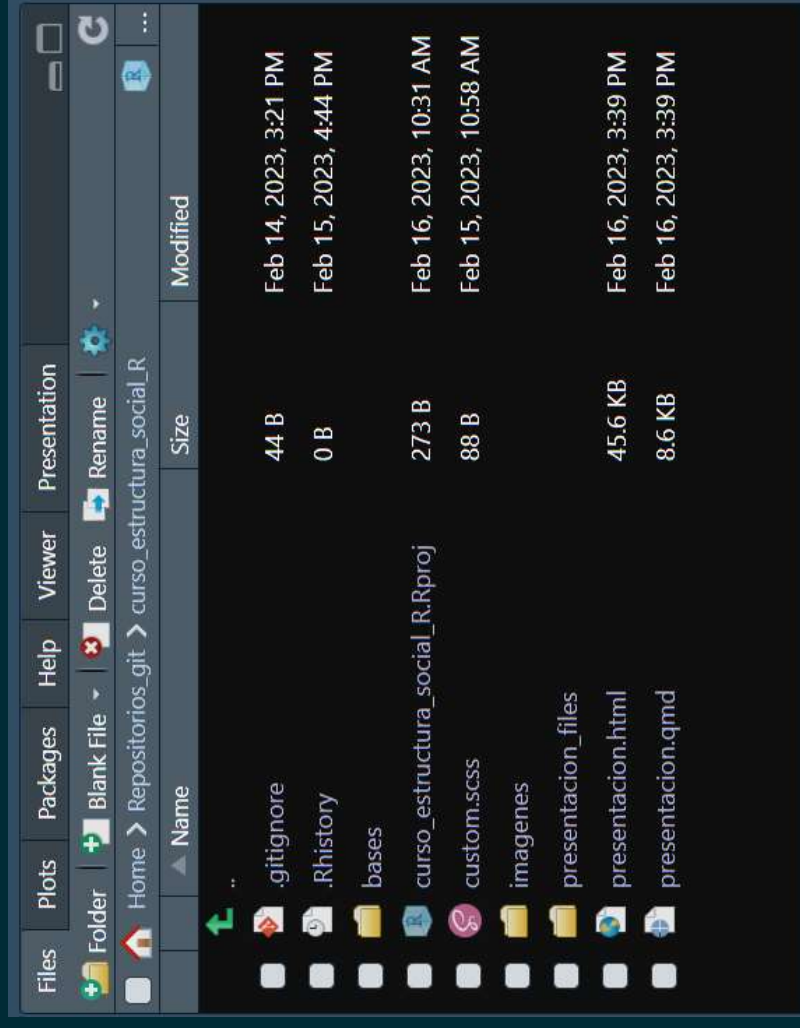 Files Plots Packages Help Viewer Presentation
Folder Blank File Delete Rename
Home Repositorios_git curso_estructura_social_R R ...
Name Size Modified
..
.gitignore 44 B Feb 14, 2023, 3:21 PM
.Rhistory 0 B Feb 15, 2023, 4:44 PM
bases
curso_estructura_social_R.Rproj 273 B Feb 16, 2023, 10:31 AM
custom.scss 88 B Feb 15, 2023, 10:58 AM
imagenes
presentacion_files
presentacion.html 45.6 KB Feb 16, 2023, 3:39 PM
presentacion.qmd 8.6 KB Feb 16, 2023, 3:39 PM